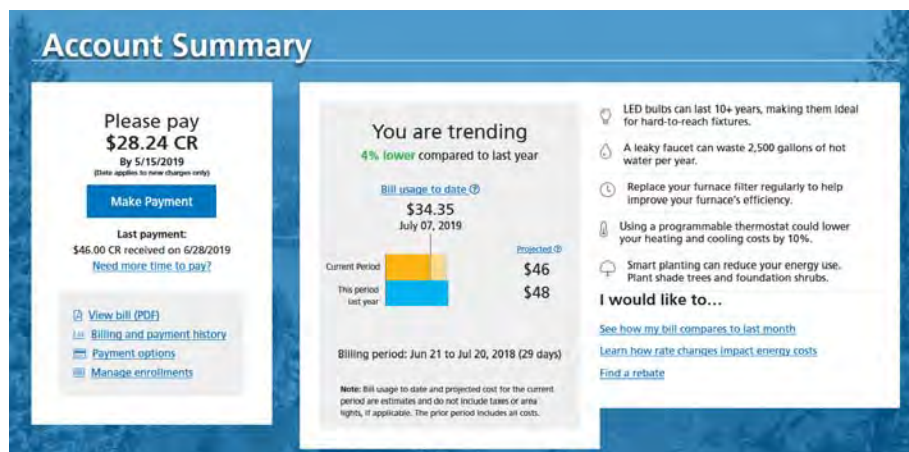 Account Summary
Please pay
$28.24 CR
By 5/15/2019
(Date applies to new charges only)
Make Payment
Last payment:
$46.00 CR received on 6/28/2019
Need more time to pay?
View bill (PDF)
Billing and payment history
Payment options
Manage enrollments
You are trending
4% lower compared to last year
Bill usage to date
$34.35
July 07, 2019
Projected
Current Period
$46
This period
last year
$48
Billing period: Jun 21 to Jul 20, 2018 (29 days)
Note: Bill usage to date and projected cost for the current
period are estimates and do not include taxes or area
lights, if applicable. The prior period includes all costs.
LED bulbs can last 10+ years, making them ideal
for hard-to-reach fixtures.
A leaky faucet can waste 2,500 gallons of hot
water per year.
Replace your furnace filter regularly to help
improve your furnace's efficiency.
Using a programmable thermostat could lower
your heating and cooling costs by 10%.
Smart planting can reduce your energy use.
Plant shade trees and foundation shrubs.
I would like to...
See how my bill compares to last month
Learn how rate changes impact energy costs
Find a rebate